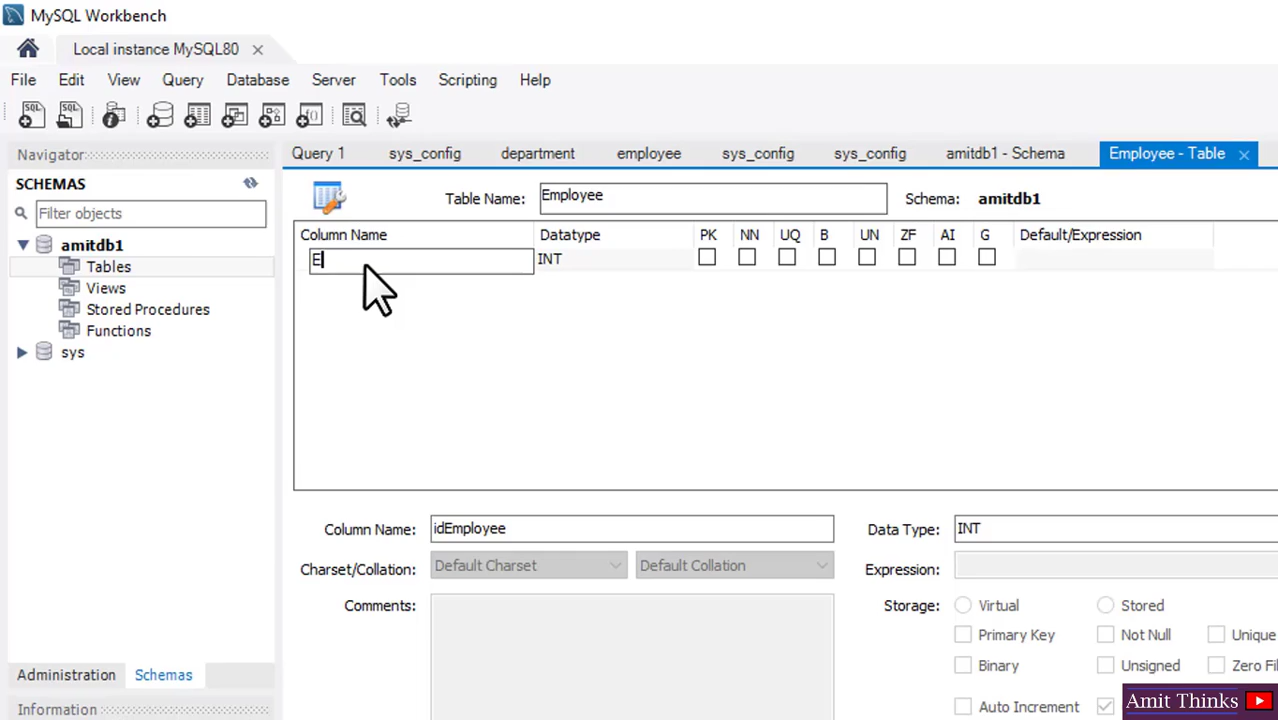 MySQL Workbench
Local instance MySQL80
File Edit View Query Database Server Tools Scripting Help
SQL SQL
Navigator
Query 1 sys_config department employee sys_config sys_config amitdb1 - Schema Employee - Table
SCHEMAS
Table Name: Employee Schema: amitdb1
Filter objects
Column Name Datatype PK NN UQ B UN ZF AI G Default/Expression
amitdb1
E INT
Tables
Views
Stored Procedures
Functions
sys
Column Name: idEmployee Data Type: INT
Charset/Collation: Default Charset Default Collation Expression:
Comments: Storage: Virtual Stored
Primary Key Not Null Unique
Binary Unsigned Zero Fil
Administration Schemas
Auto Increment
Information
Amit Thinks